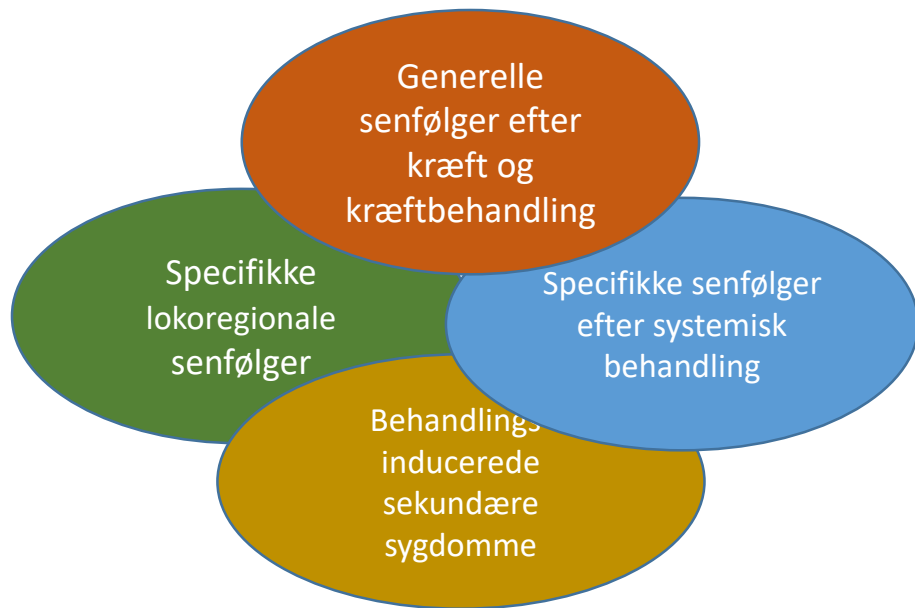 Generelle
senfølger efter
kræft og
kræftbehandling
Specifikke
lokoregionale
senfølger
Specifikke senfølger
efter systemisk
behandling
Behandlings
inducerede
sekundære
sygdomme